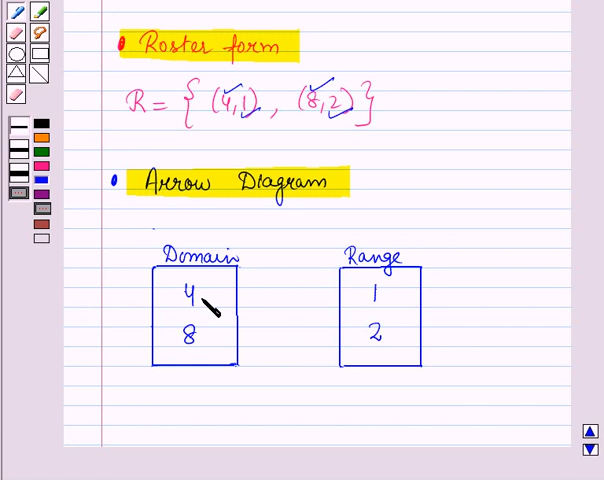 Roster form
R = { (4,1) , (8,2) }
Arrow Diagram
Domain Range
4 1
8 2